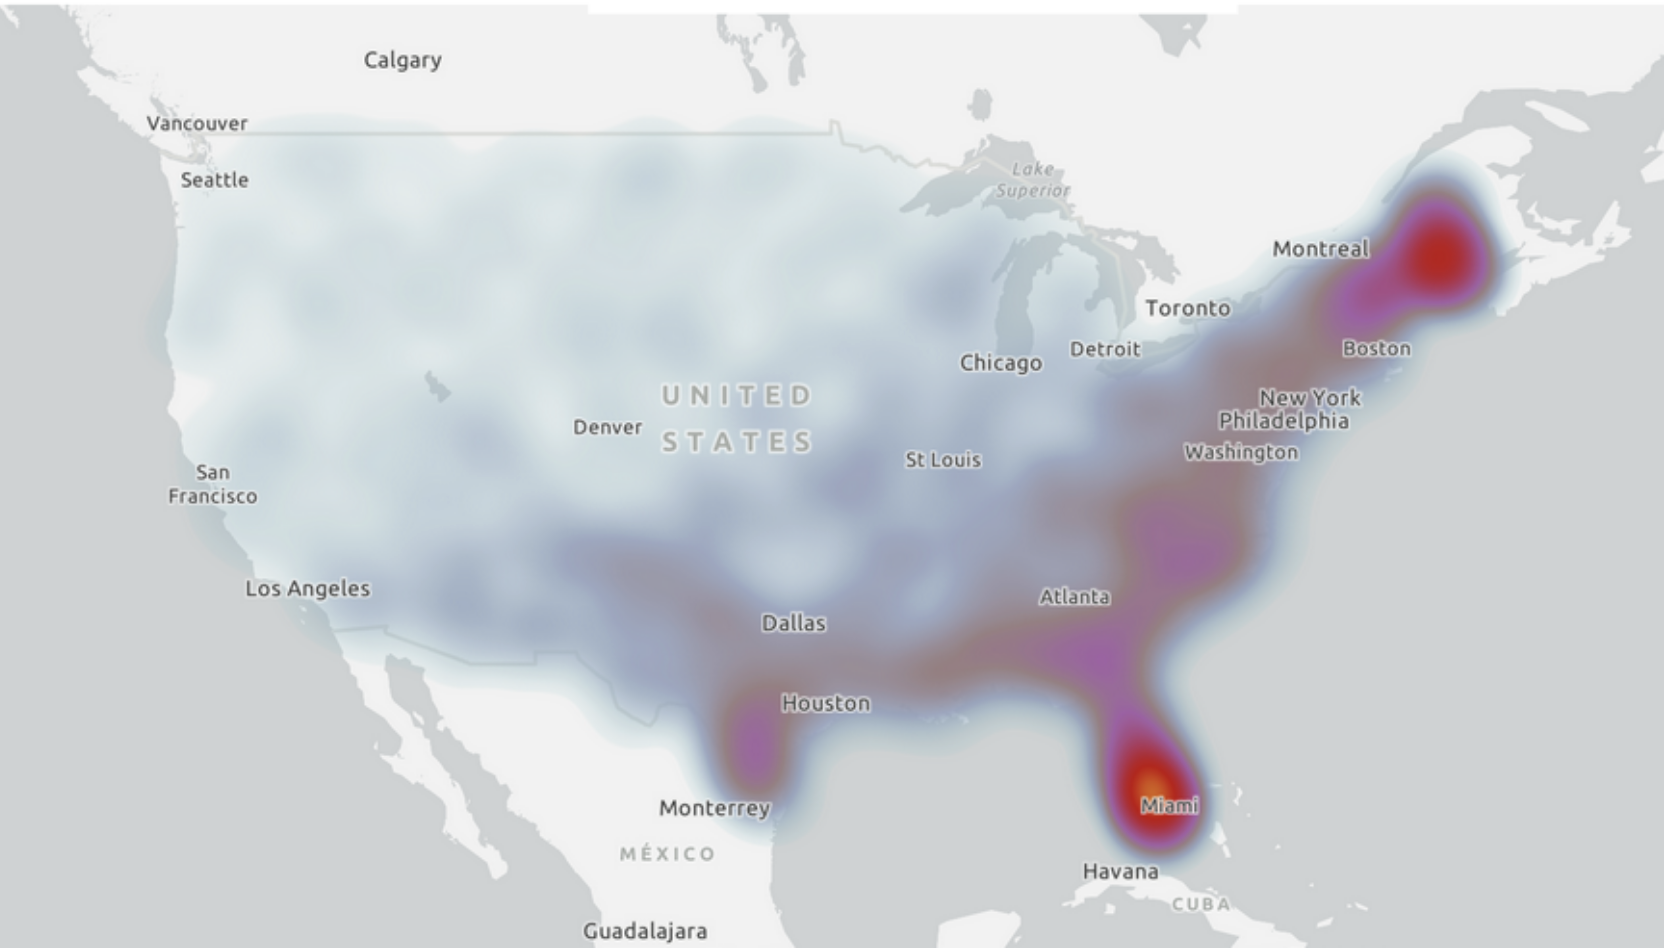 Calgary
Vancouver
Seattle
Lake
Superior
Montreal
Toronto
Boston
Detroit
Chicago
UNITED
STATES
New York
Philadelphia
Denver
Washington
St Louis
San
Francisco
Los Angeles
Atlanta
Dallas
Houston
Monterrey
Miami
MÉXICO
Havana
CUBA
Guadalajara